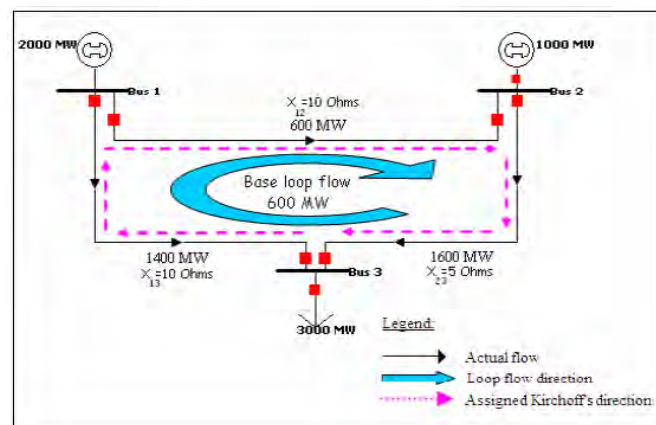 2000 MW
1000 MW
Bus 1
Bus 2
X12=10 Ohms
600 MW
Base loop flow
600 MW
1400 MW
X13=10 Ohms
1600 MW
X23=5 Ohms
Bus 3
3000 MW
Legend:
Actual flow
Loop flow direction
Assigned Kirchoff's direction